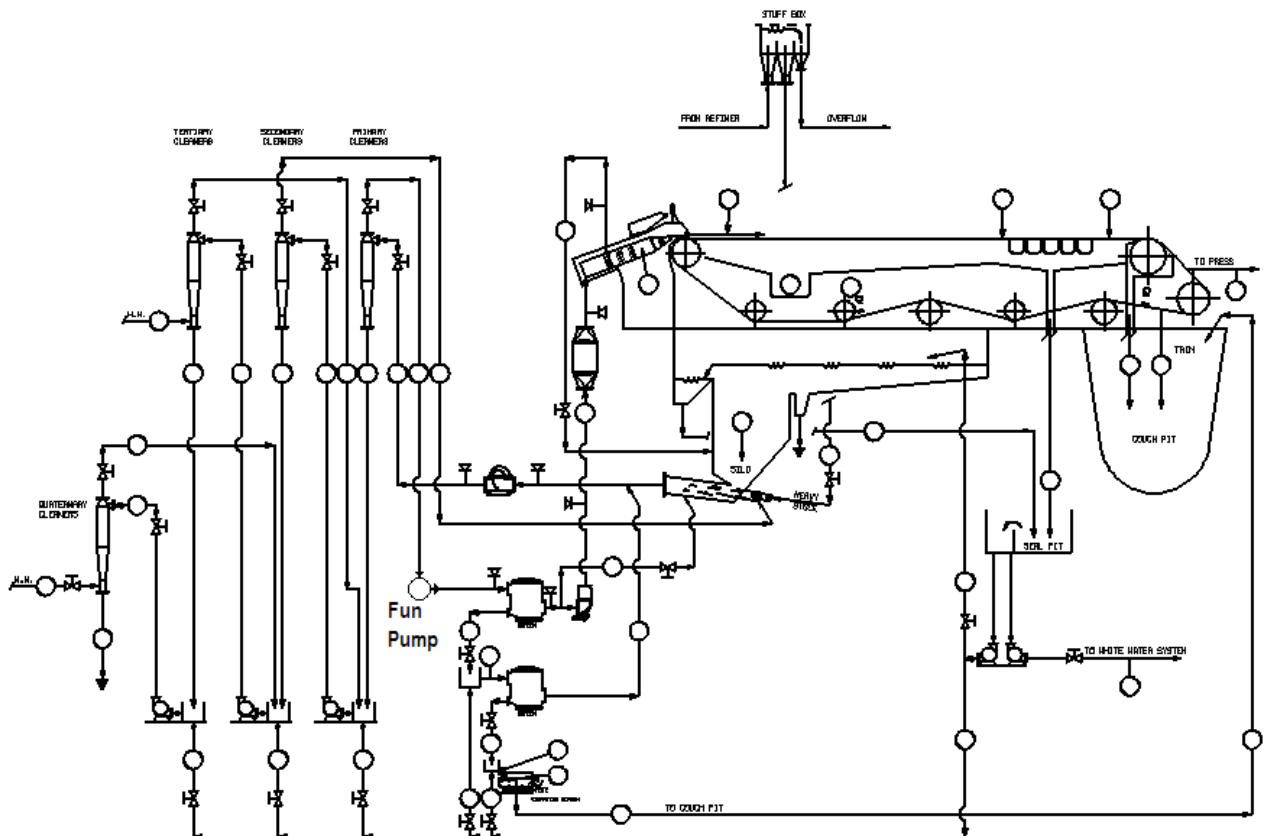 STUFF BOX
FROM REFINER
OVERFLOW
TERTIARY
CLEANERS
SECONDARY
CLEANERS
PRIMARY
CLEANERS
TO PRESS
TRIM
COUCH PIT
SILO
HEAVY
STOCK
SEAL PIT
QUATERNARY
CLEANERS
W.W.
W.W.
Fun
Pump
TO WHITE WATER SYSTEM
TO COUCH PIT